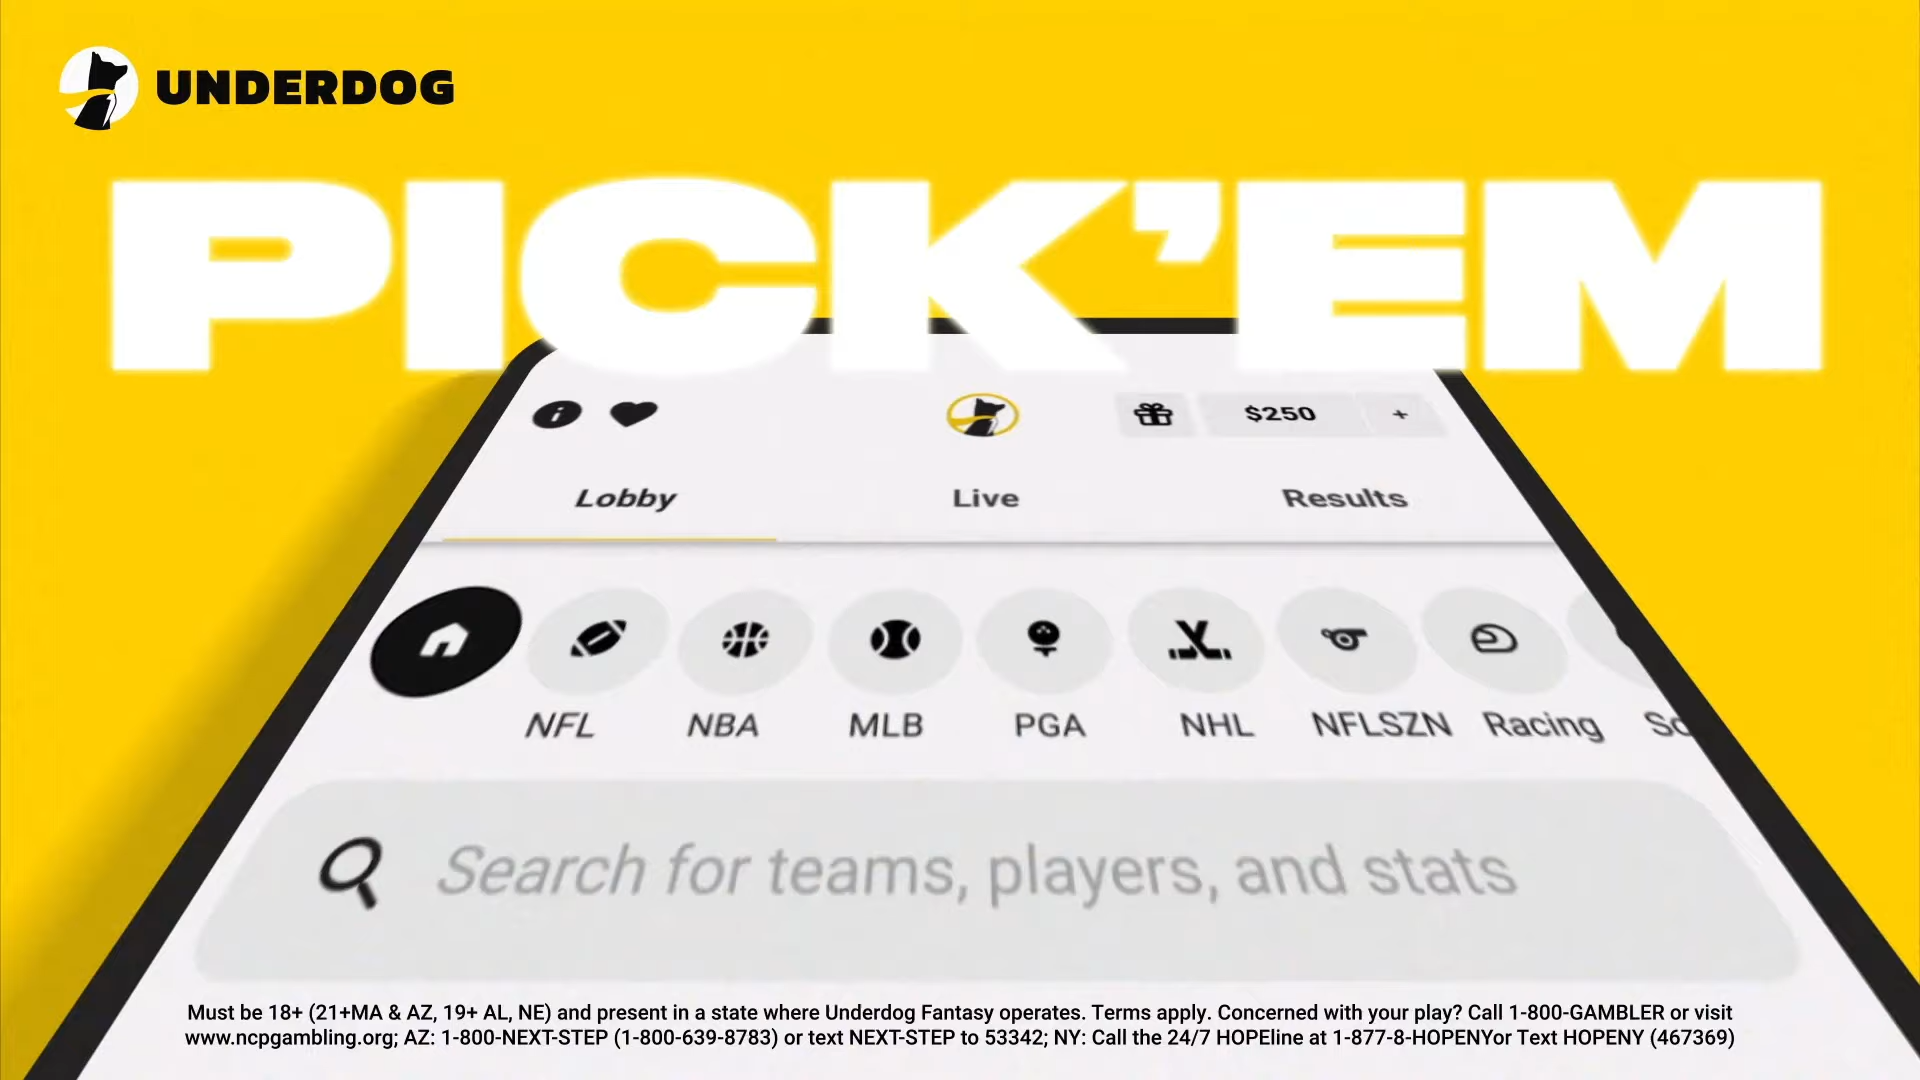 UNDERDOG
PICK'EM
$250 +
Lobby Live Results
NFL NBA MLB PGA NHL NFLSZN Racing
Search for teams, players, and stats
Must be 18+ (21+MA & AZ, 19+ AL, NE) and present in a state where Underdog Fantasy operates. Terms apply. Concerned with your play? Call 1-800-GAMBLER or visit
www.ncpgambling.org; AZ: 1-800-NEXT-STEP (1-800-639-8783) or text NEXT-STEP to 53342; NY: Call the 24/7 HOPEline at 1-877-8-HOPENYor Text HOPENY (467369)